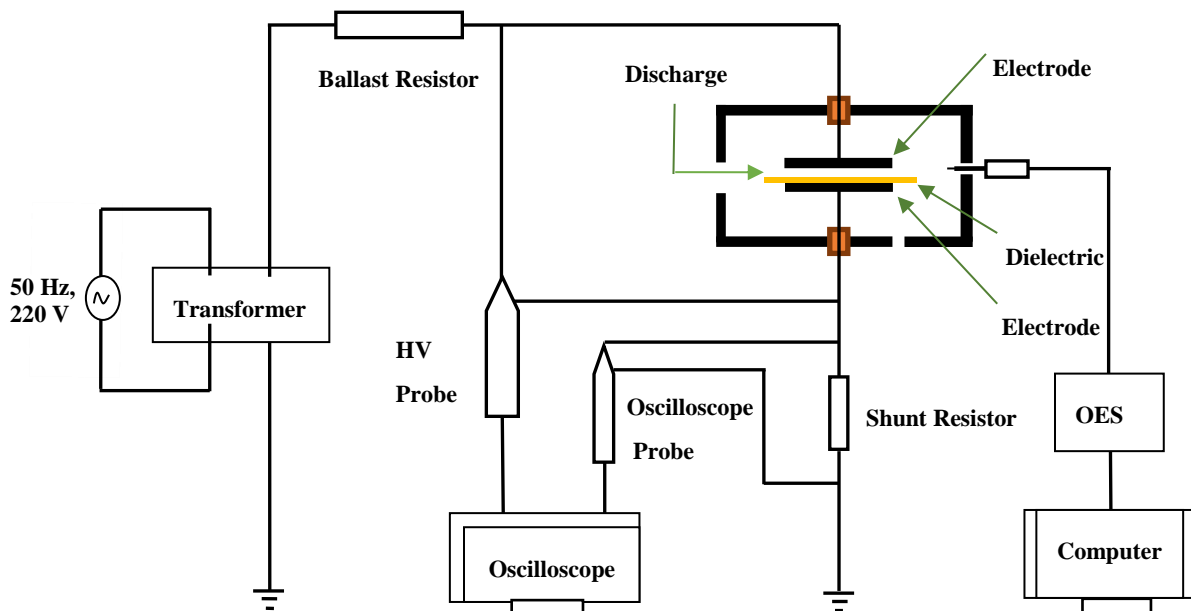 Ballast Resistor
Discharge
Electrode
50 Hz,
220 V
Transformer
HV
Probe
Oscilloscope
Probe
Dielectric
Electrode
Shunt Resistor
OES
Oscilloscope
Computer